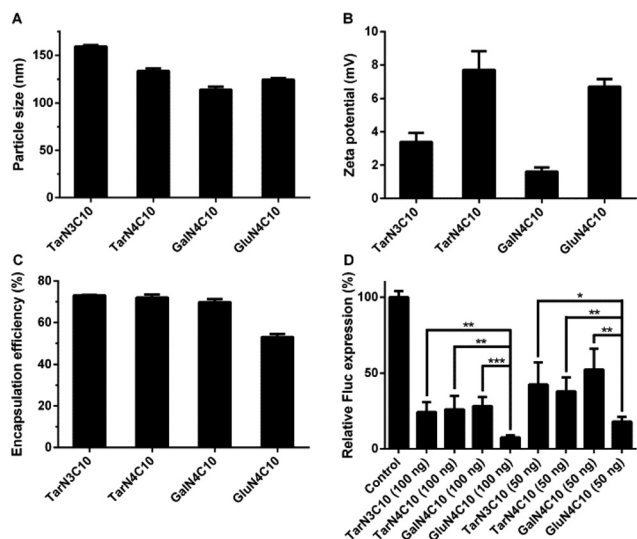 A
Particle size (nm)
150
100
50
0
TarN3C10
TarN4C10
GalN4C10
GluN4C10
B
Zeta potential (mV)
10
8
6
4
2
0
TarN3C10
TarN4C10
GalN4C10
GluN4C10
C
Encapsulation efficiency (%)
80
60
40
20
0
TarN3C10
TarN4C10
GalN4C10
GluN4C10
D
Relative Fluc expression (%)
100
50
0
**
**
***
*
**
**
Control
TarN3C10 (100 ng)
TarN4C10 (100 ng)
GalN4C10 (100 ng)
GluN4C10 (100 ng)
TarN3C10 (50 ng)
TarN4C10 (50 ng)
GalN4C10 (50 ng)
GluN4C10 (50 ng)